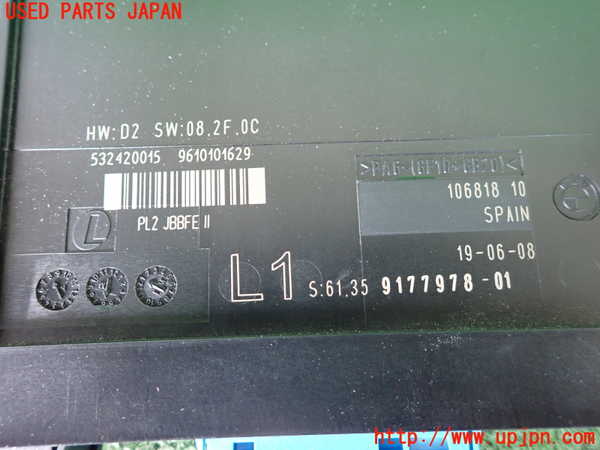 USED PARTS JAPAN
HW:D2 SW:08.2F.0C
532420015 9610101629
PL2 JBBFE II
106818 10
SPAIN
19-06-08
L1 S:61.35 9177978-01
http://www.upjpn.com